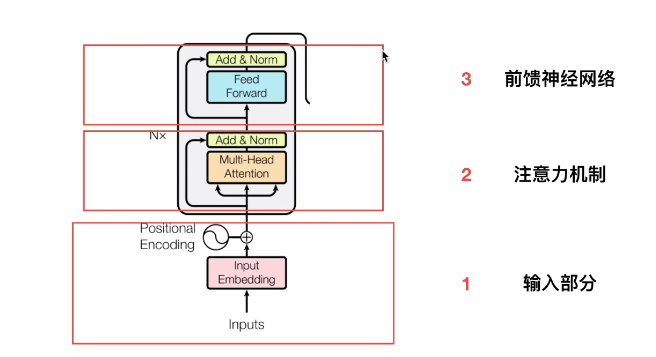 Add & Norm
Feed
Forward
3 前馈神经网络
N×
Add & Norm
Multi-Head
Attention
2 注意力机制
Positional
Encoding
Input
Embedding
1 输入部分
Inputs